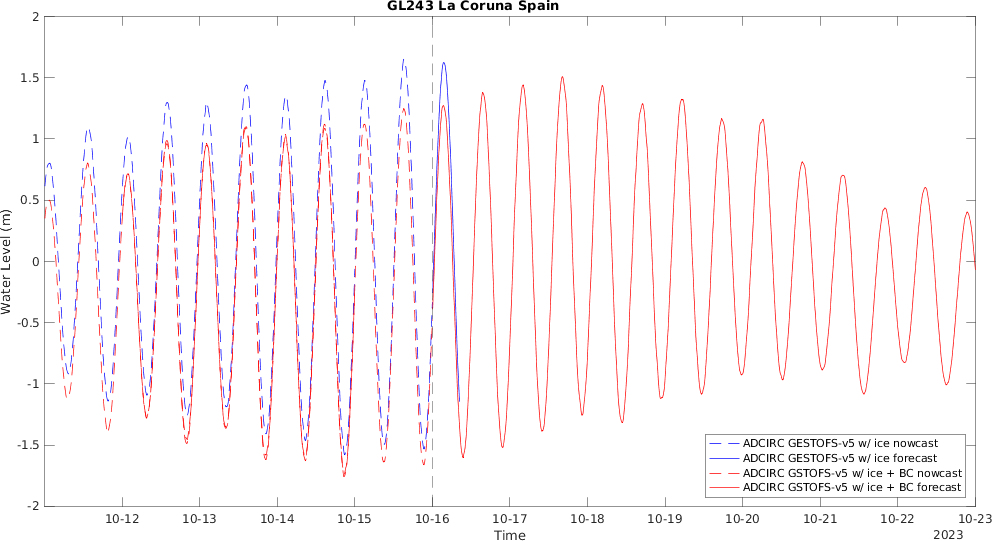 GL243 La Coruna Spain
Water Level (m)
2
1.5
1
0.5
0
-0.5
-1
-1.5
-2
ADCIRC GESTOFS-v5 w/ ice nowcast
ADCIRC GESTOFS-v5 w/ ice forecast
ADCIRC GSTOFS-v5 w/ ice + BC nowcast
ADCIRC GSTOFS-v5 w/ ice + BC forecast
10-12 10-13 10-14 10-15 10-16 10-17 10-18 10-19 10-20 10-21 10-22 10-23
Time
2023